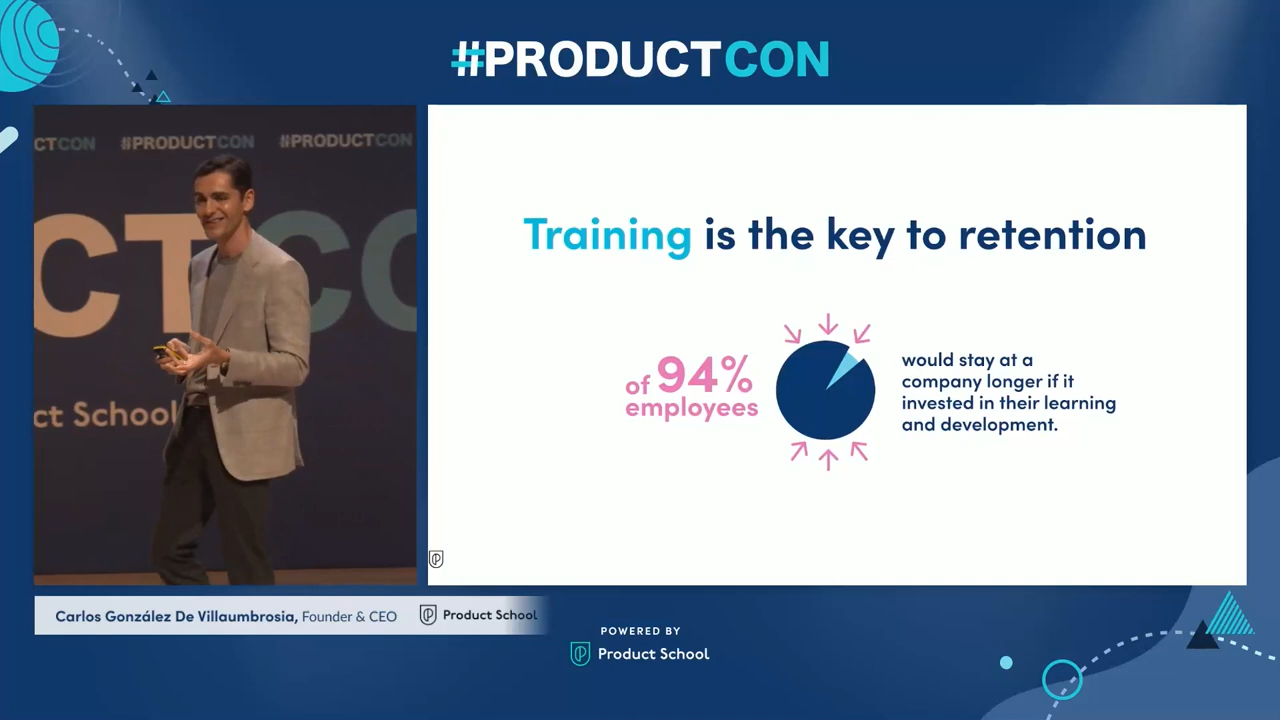 #PRODUCTCON
CTCON #PRODUCTCON #PRODUCTCON
CT CO
ct School
Training is the key to retention
of 94%
employees
would stay at a
company longer if it
invested in their learning
and development.
Carlos González De Villaumbrosia, Founder & CEO Product School
POWERED BY
Product School